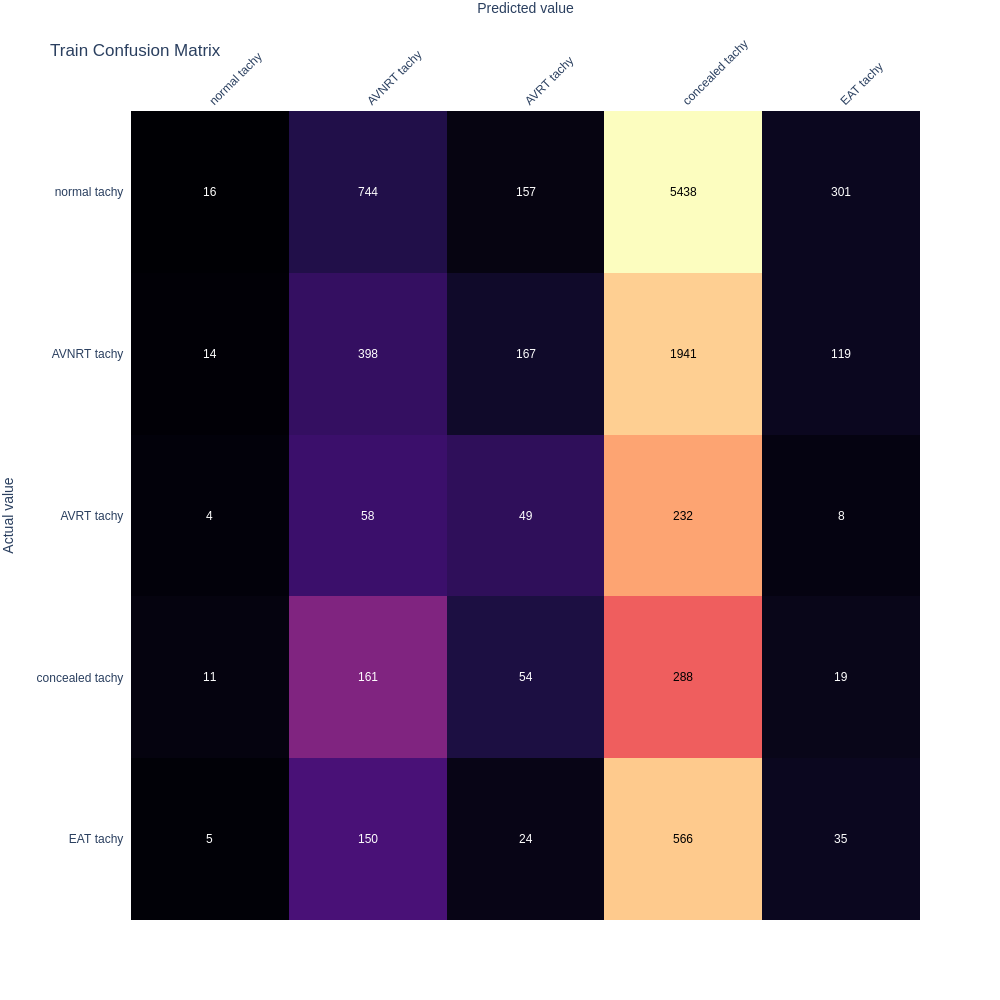 Predicted value
Train Confusion Matrix
normal tachy
AVNRT tachy
AVRT tachy
concealed tachy
EAT tachy
normal tachy 16 744 157 5438 301
AVNRT tachy 14 398 167 1941 119
Actual value
AVRT tachy 4 58 49 232 8
concealed tachy 11 161 54 288 19
EAT tachy 5 150 24 566 35